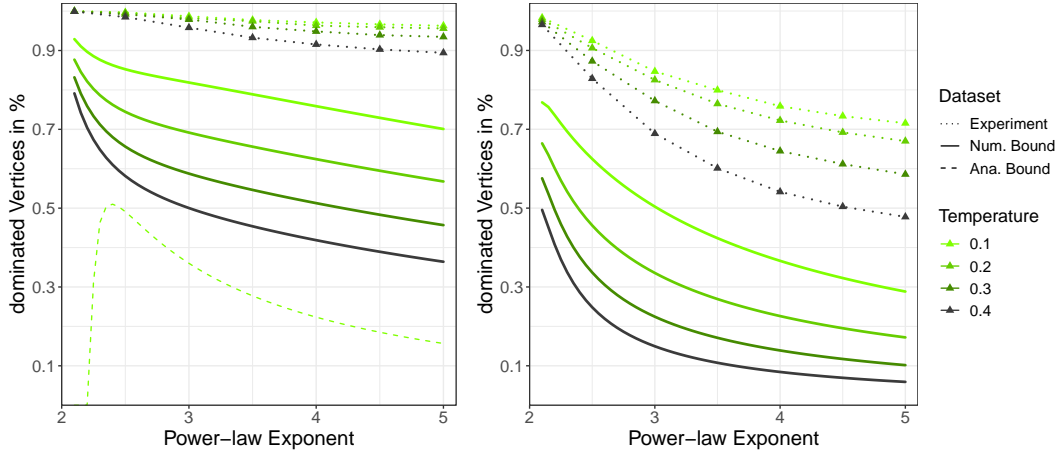 dominated Vertices in %
0.9
0.7
0.5
0.3
0.1
2
3
4
5
Power−law Exponent
dominated Vertices in %
0.9
0.7
0.5
0.3
0.1
2
3
4
5
Power−law Exponent
Dataset
Experiment
Num. Bound
Ana. Bound
Temperature
0.1
0.2
0.3
0.4